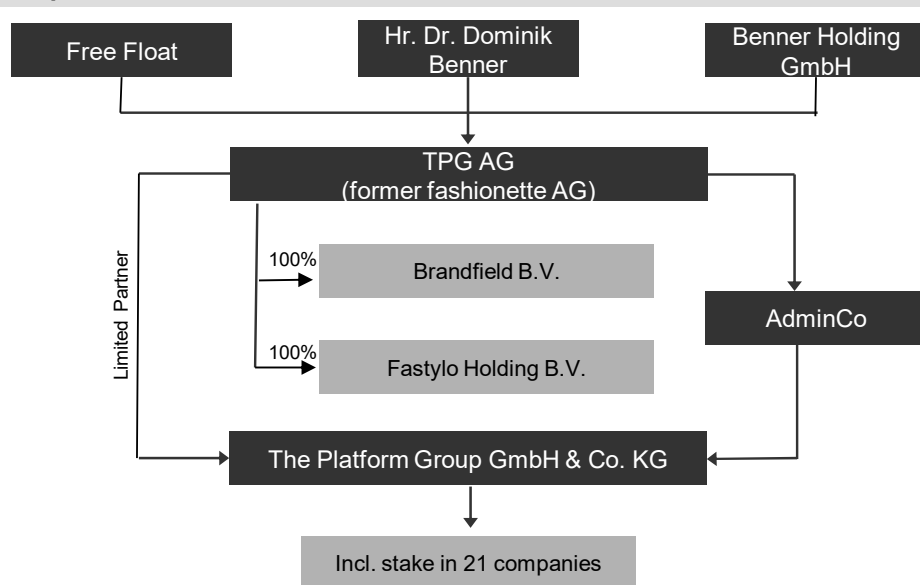 Free Float
Hr. Dr. Dominik
Benner
Benner Holding
GmbH
TPG AG
(former fashionette AG)
Limited Partner
100%
Brandfield B.V.
AdminCo
100%
Fastylo Holding B.V.
The Platform Group GmbH & Co. KG
Incl. stake in 21 companies